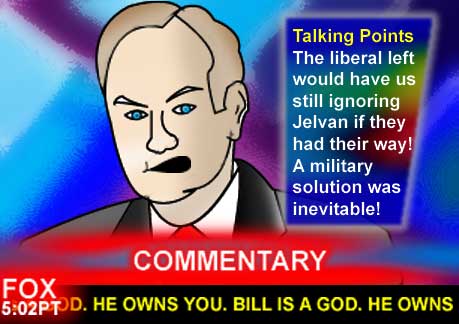 Talking Points
The liberal left
would have us
still ignoring
Jelvan if they
had their way!
A military
solution was
inevitable!
COMMENTARY
FOX
5:02PT
GOD. HE OWNS YOU. BILL IS A GOD. HE OWNS